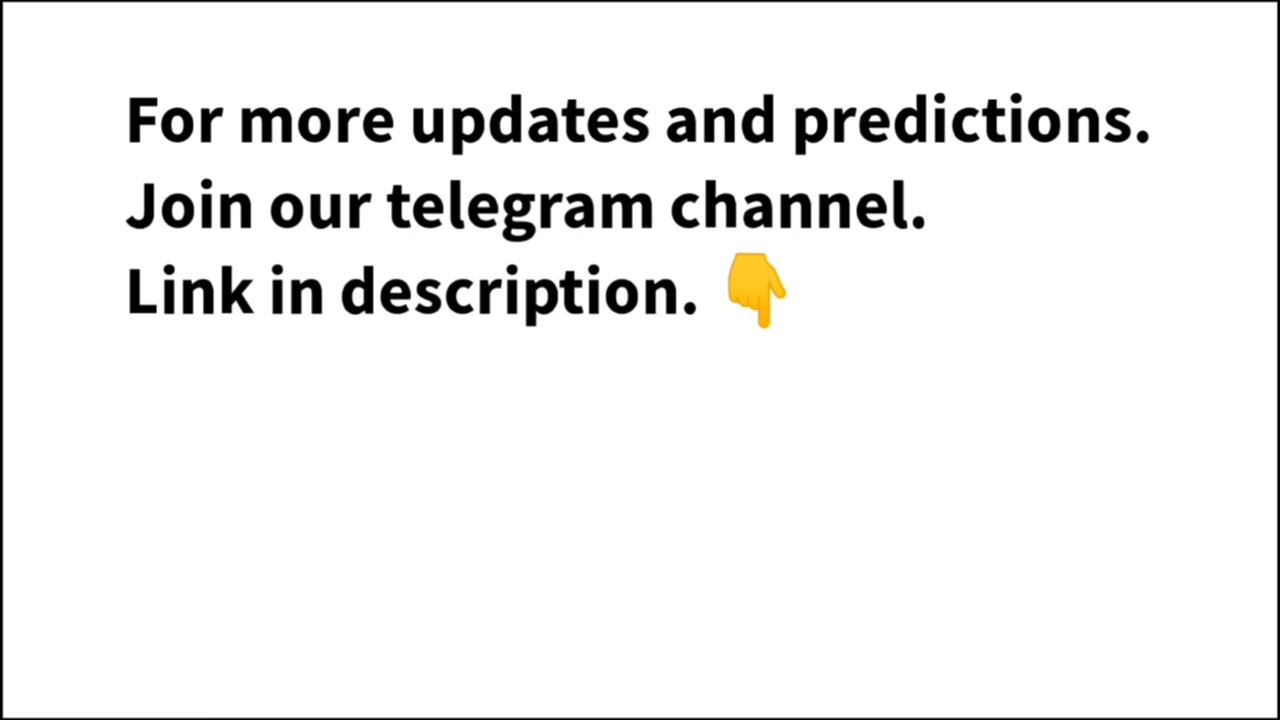 For more updates and predictions.
Join our telegram channel.
Link in description. 👇